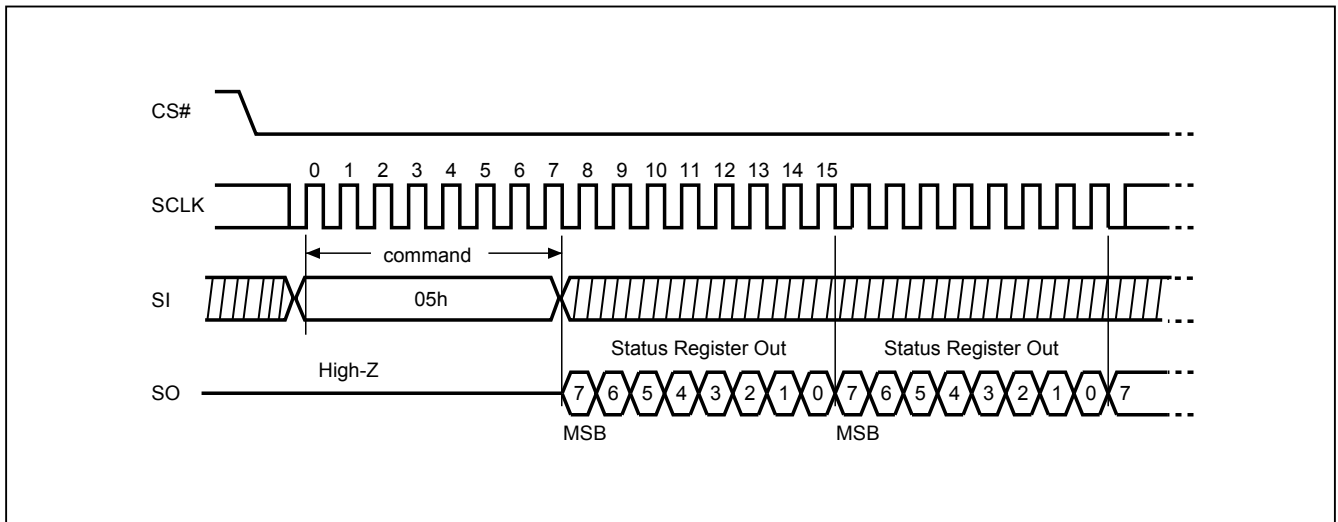 CS#
0 1 2 3 4 5 6 7 8 9 10 11 12 13 14 15
SCLK
command
SI
05h
Status Register Out Status Register Out
High-Z
SO
7 6 5 4 3 2 1 0 7 6 5 4 3 2 1 0 7
MSB MSB